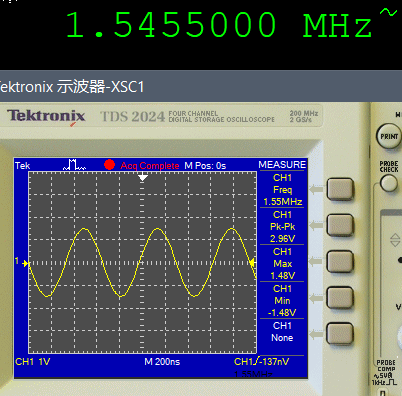 1.5455000 MHz~
Tektronix 示波器-XSC1
Tektronix TDS 2024 FOUR CHANNEL DIGITAL STORAGE OSCILLOSCOPE 200 MHz 2 GS/s
PRINT
PROBE CHECK
Tek Acq Complete M Pos: 0s MEASURE
CH1
Freq
1.55MHz
CH1
Pk-Pk
2.96V
CH1
Max
1.48V
CH1
Min
-1.48V
CH1
None
1
CH1 1V M 200ns CH1/-137mV
PROBE COMP
~5V
1kHz